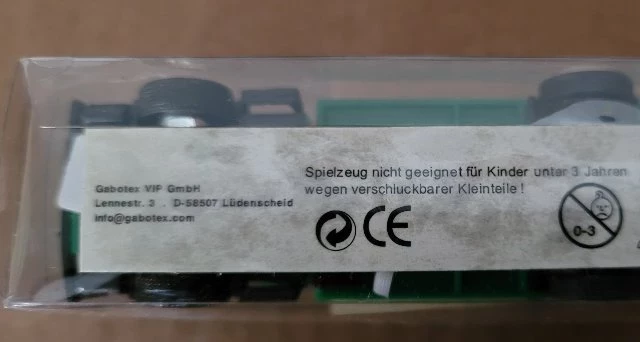 Gabotex VIP GmbH
Lennestr. 3 . D-58507 Lüdenscheid
info@gabotex.com
Spielzeug nicht geeignet für Kinder unter 3 Jahren
wegen verschluckbarer Kleinteile !
CE
0-3